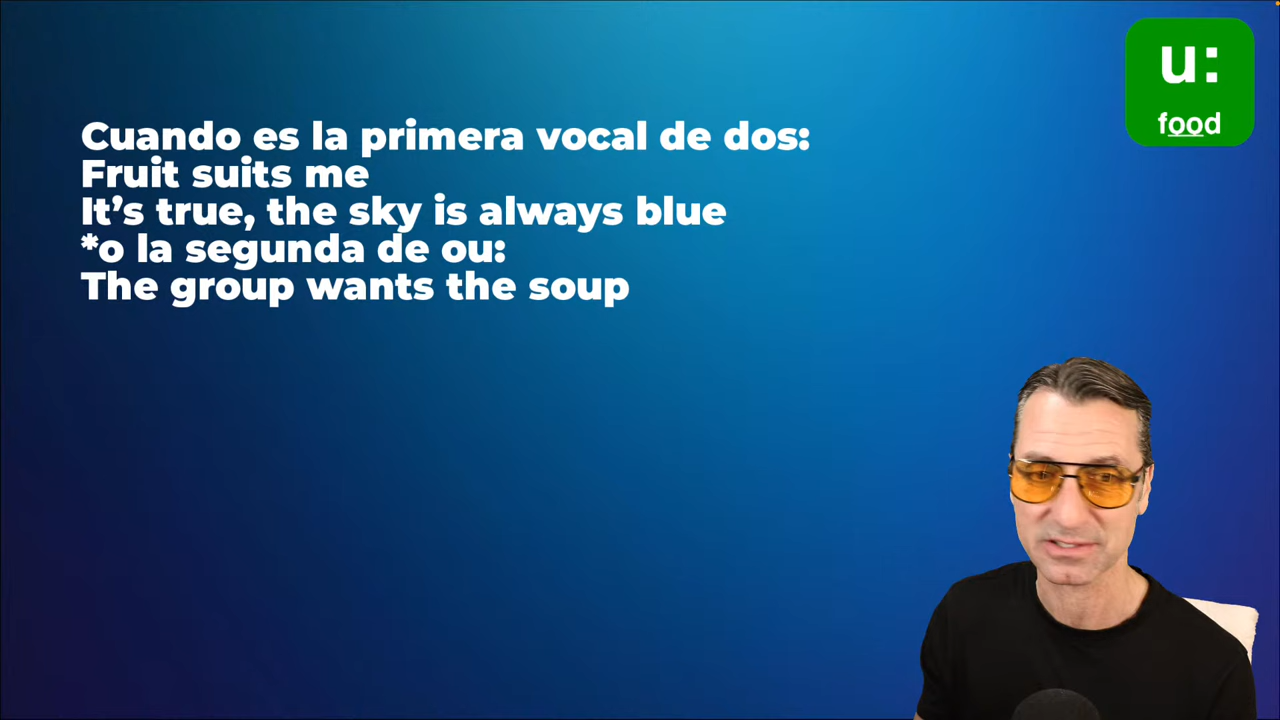 u:
food
Cuando es la primera vocal de dos:
Fruit suits me
It’s true, the sky is always blue
*o la segunda de ou:
The group wants the soup